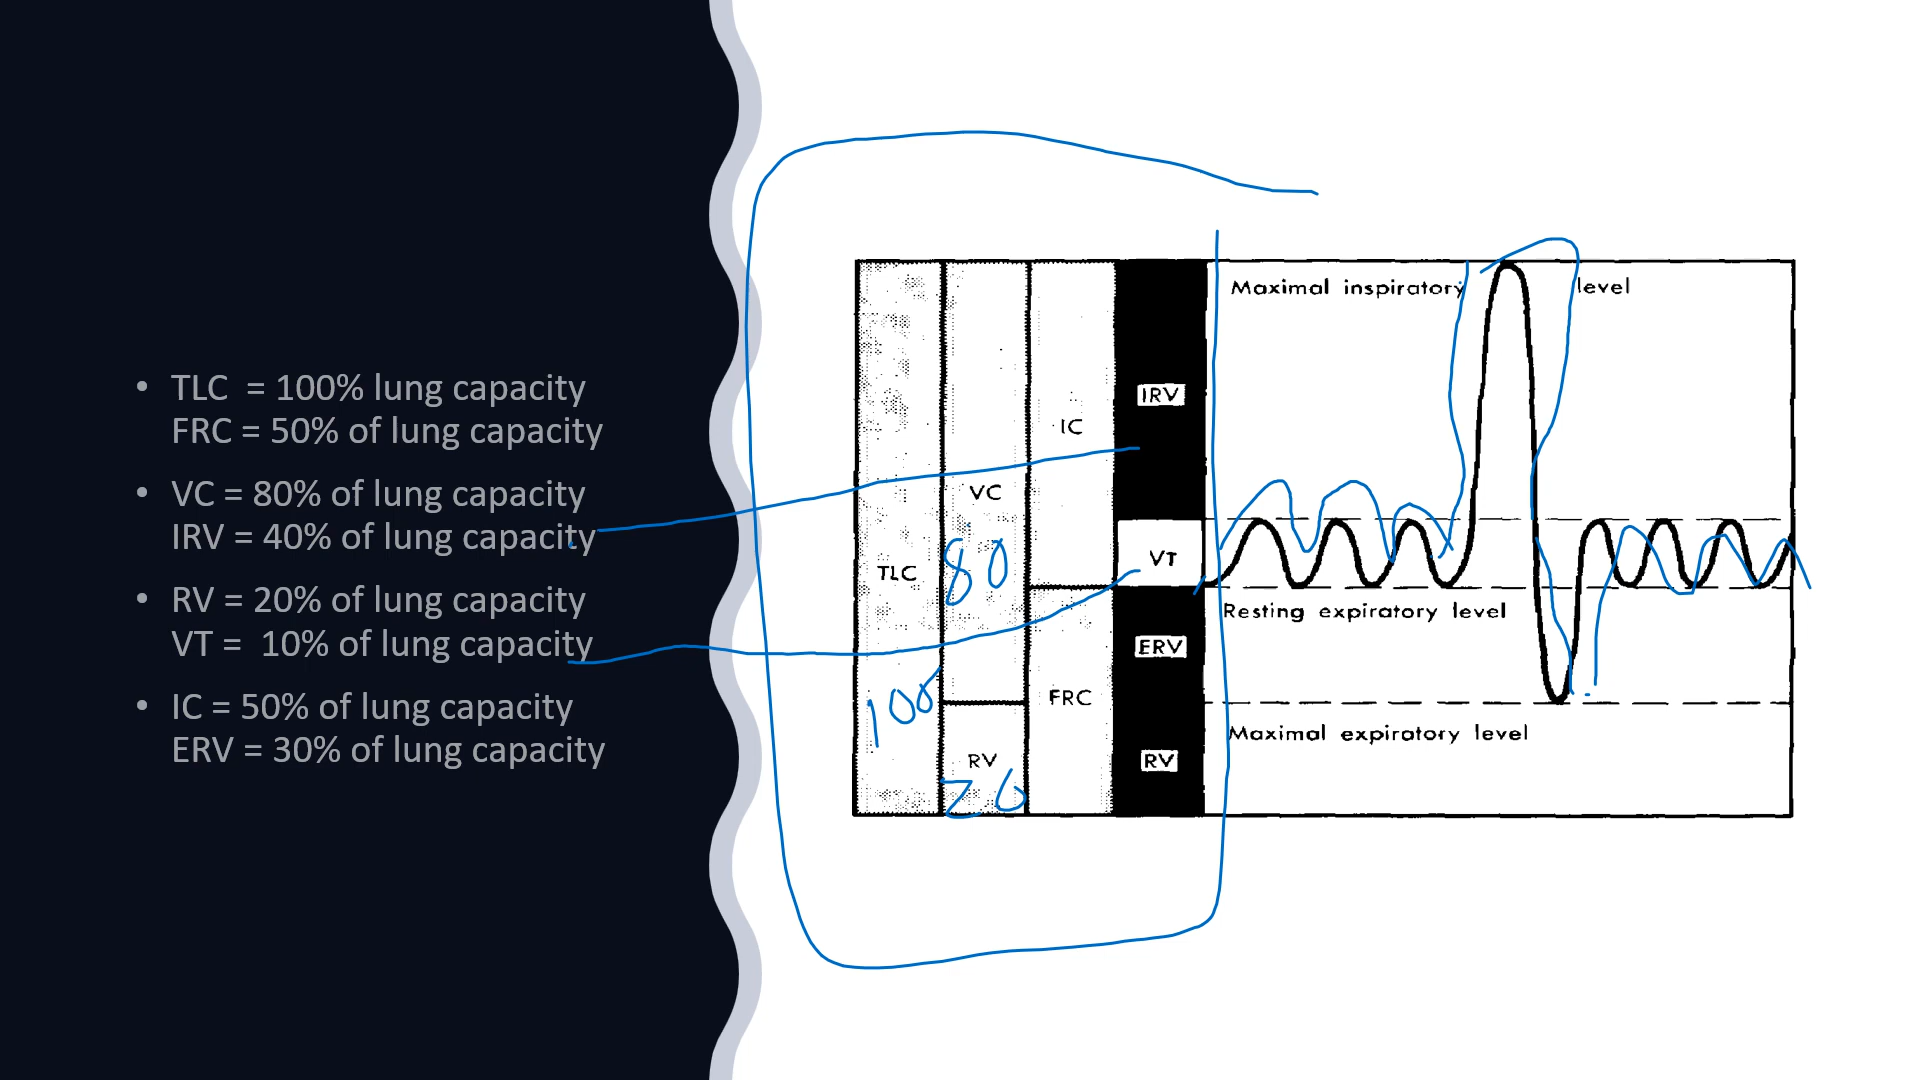 • TLC  = 100% lung capacity
FRC = 50% of lung capacity
• VC = 80% of lung capacity
IRV = 40% of lung capacity
• RV = 20% of lung capacity
VT =  10% of lung capacity
• IC = 50% of lung capacity
ERV = 30% of lung capacity
Maximal inspiratory level
IRV
IC
VC
80
VT
TLC
Resting expiratory level
ERV
FRC
100
Maximal expiratory level
RV
RV
20